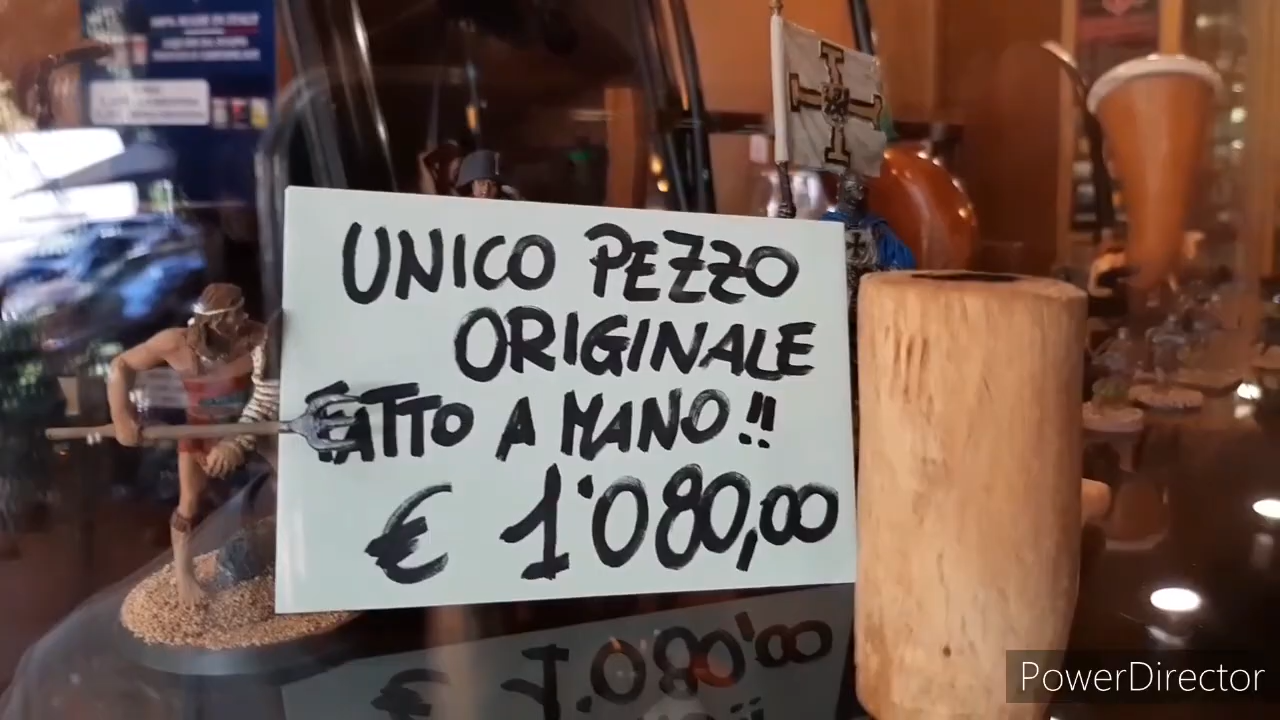 UNICO PEZZO
ORIGINALE
FATTO A MANO!!
€ 1'080,00
PowerDirector